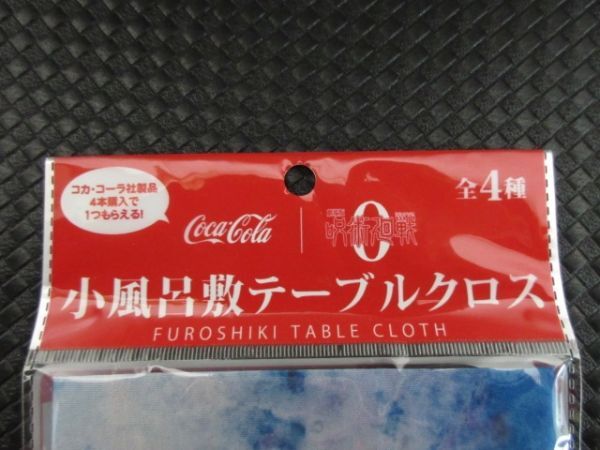 コカ・コーラ社製品
4本購入で
1つもらえる!
Coca-Cola
呪術廻戦
0
全4種
小風呂敷テーブルクロス
FUROSHIKI TABLE CLOTH